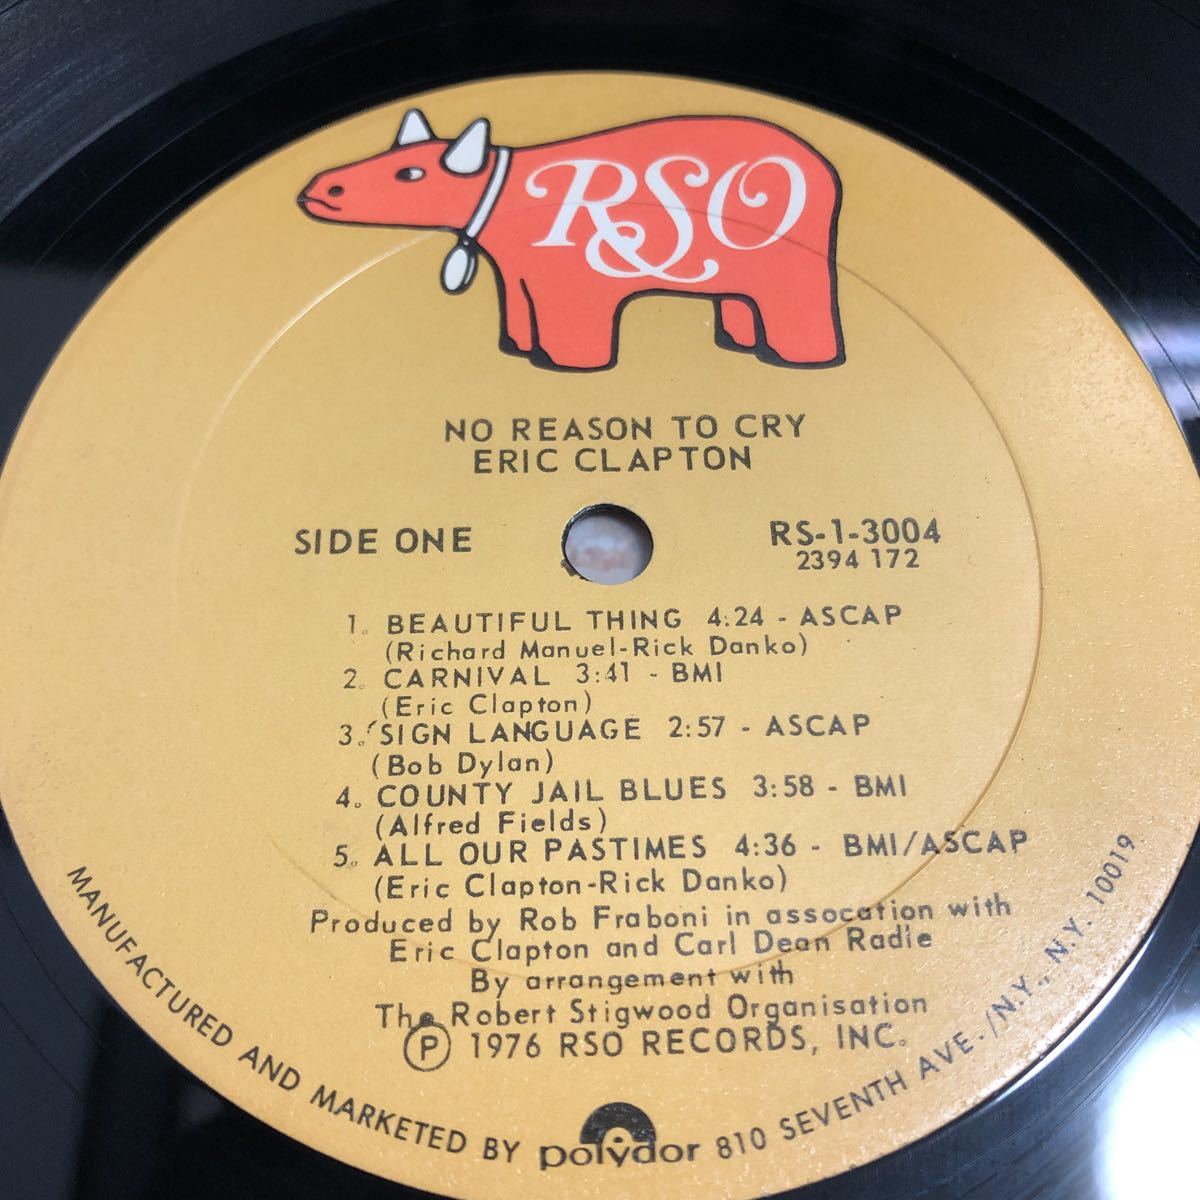 RSO
NO REASON TO CRY
ERIC CLAPTON
SIDE ONE
RS-1-3004
2394 172
1. BEAUTIFUL THING 4:24 - ASCAP
(Richard Manuel-Rick Danko)
2. CARNIVAL 3:41 - BMI
(Eric Clapton)
3. SIGN LANGUAGE 2:57 - ASCAP
(Bob Dylan)
4. COUNTY JAIL BLUES 3:58 - BMI
(Alfred Fields)
5. ALL OUR PASTIMES 4:36 - BMI/ASCAP
(Eric Clapton-Rick Danko)
Produced by Rob Fraboni in assocation with
Eric Clapton and Carl Dean Radle
By arrangement with
The Robert Stigwood Organisation
Ⓟ 1976 RSO RECORDS, INC.
MANUFACTURED AND MARKETED BY polydor 810 SEVENTH AVE./N.Y., N.Y. 10019